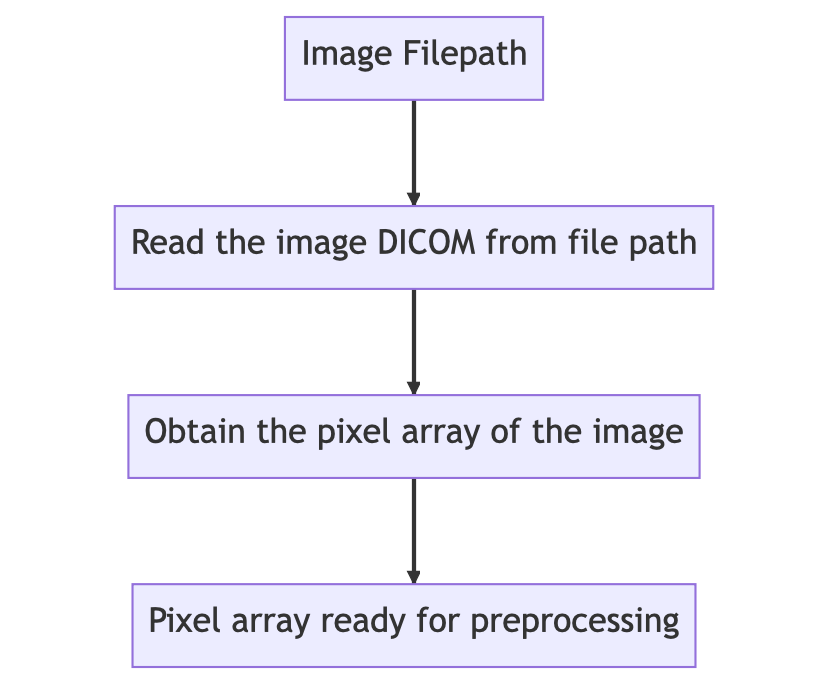 Image Filepath
Read the image DICOM from file path
Obtain the pixel array of the image
Pixel array ready for preprocessing